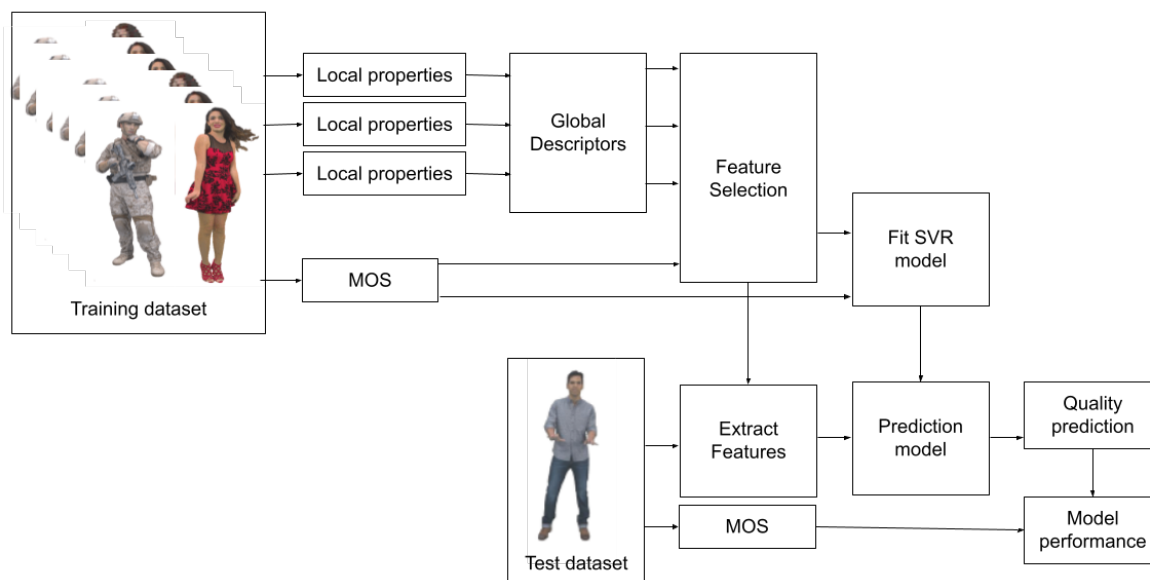 Local properties
Local properties
Local properties
Global
Descriptors
Feature
Selection
Fit SVR
model
MOS
Training dataset
Extract
Features
Prediction
model
Quality
prediction
MOS
Model
performance
Test dataset